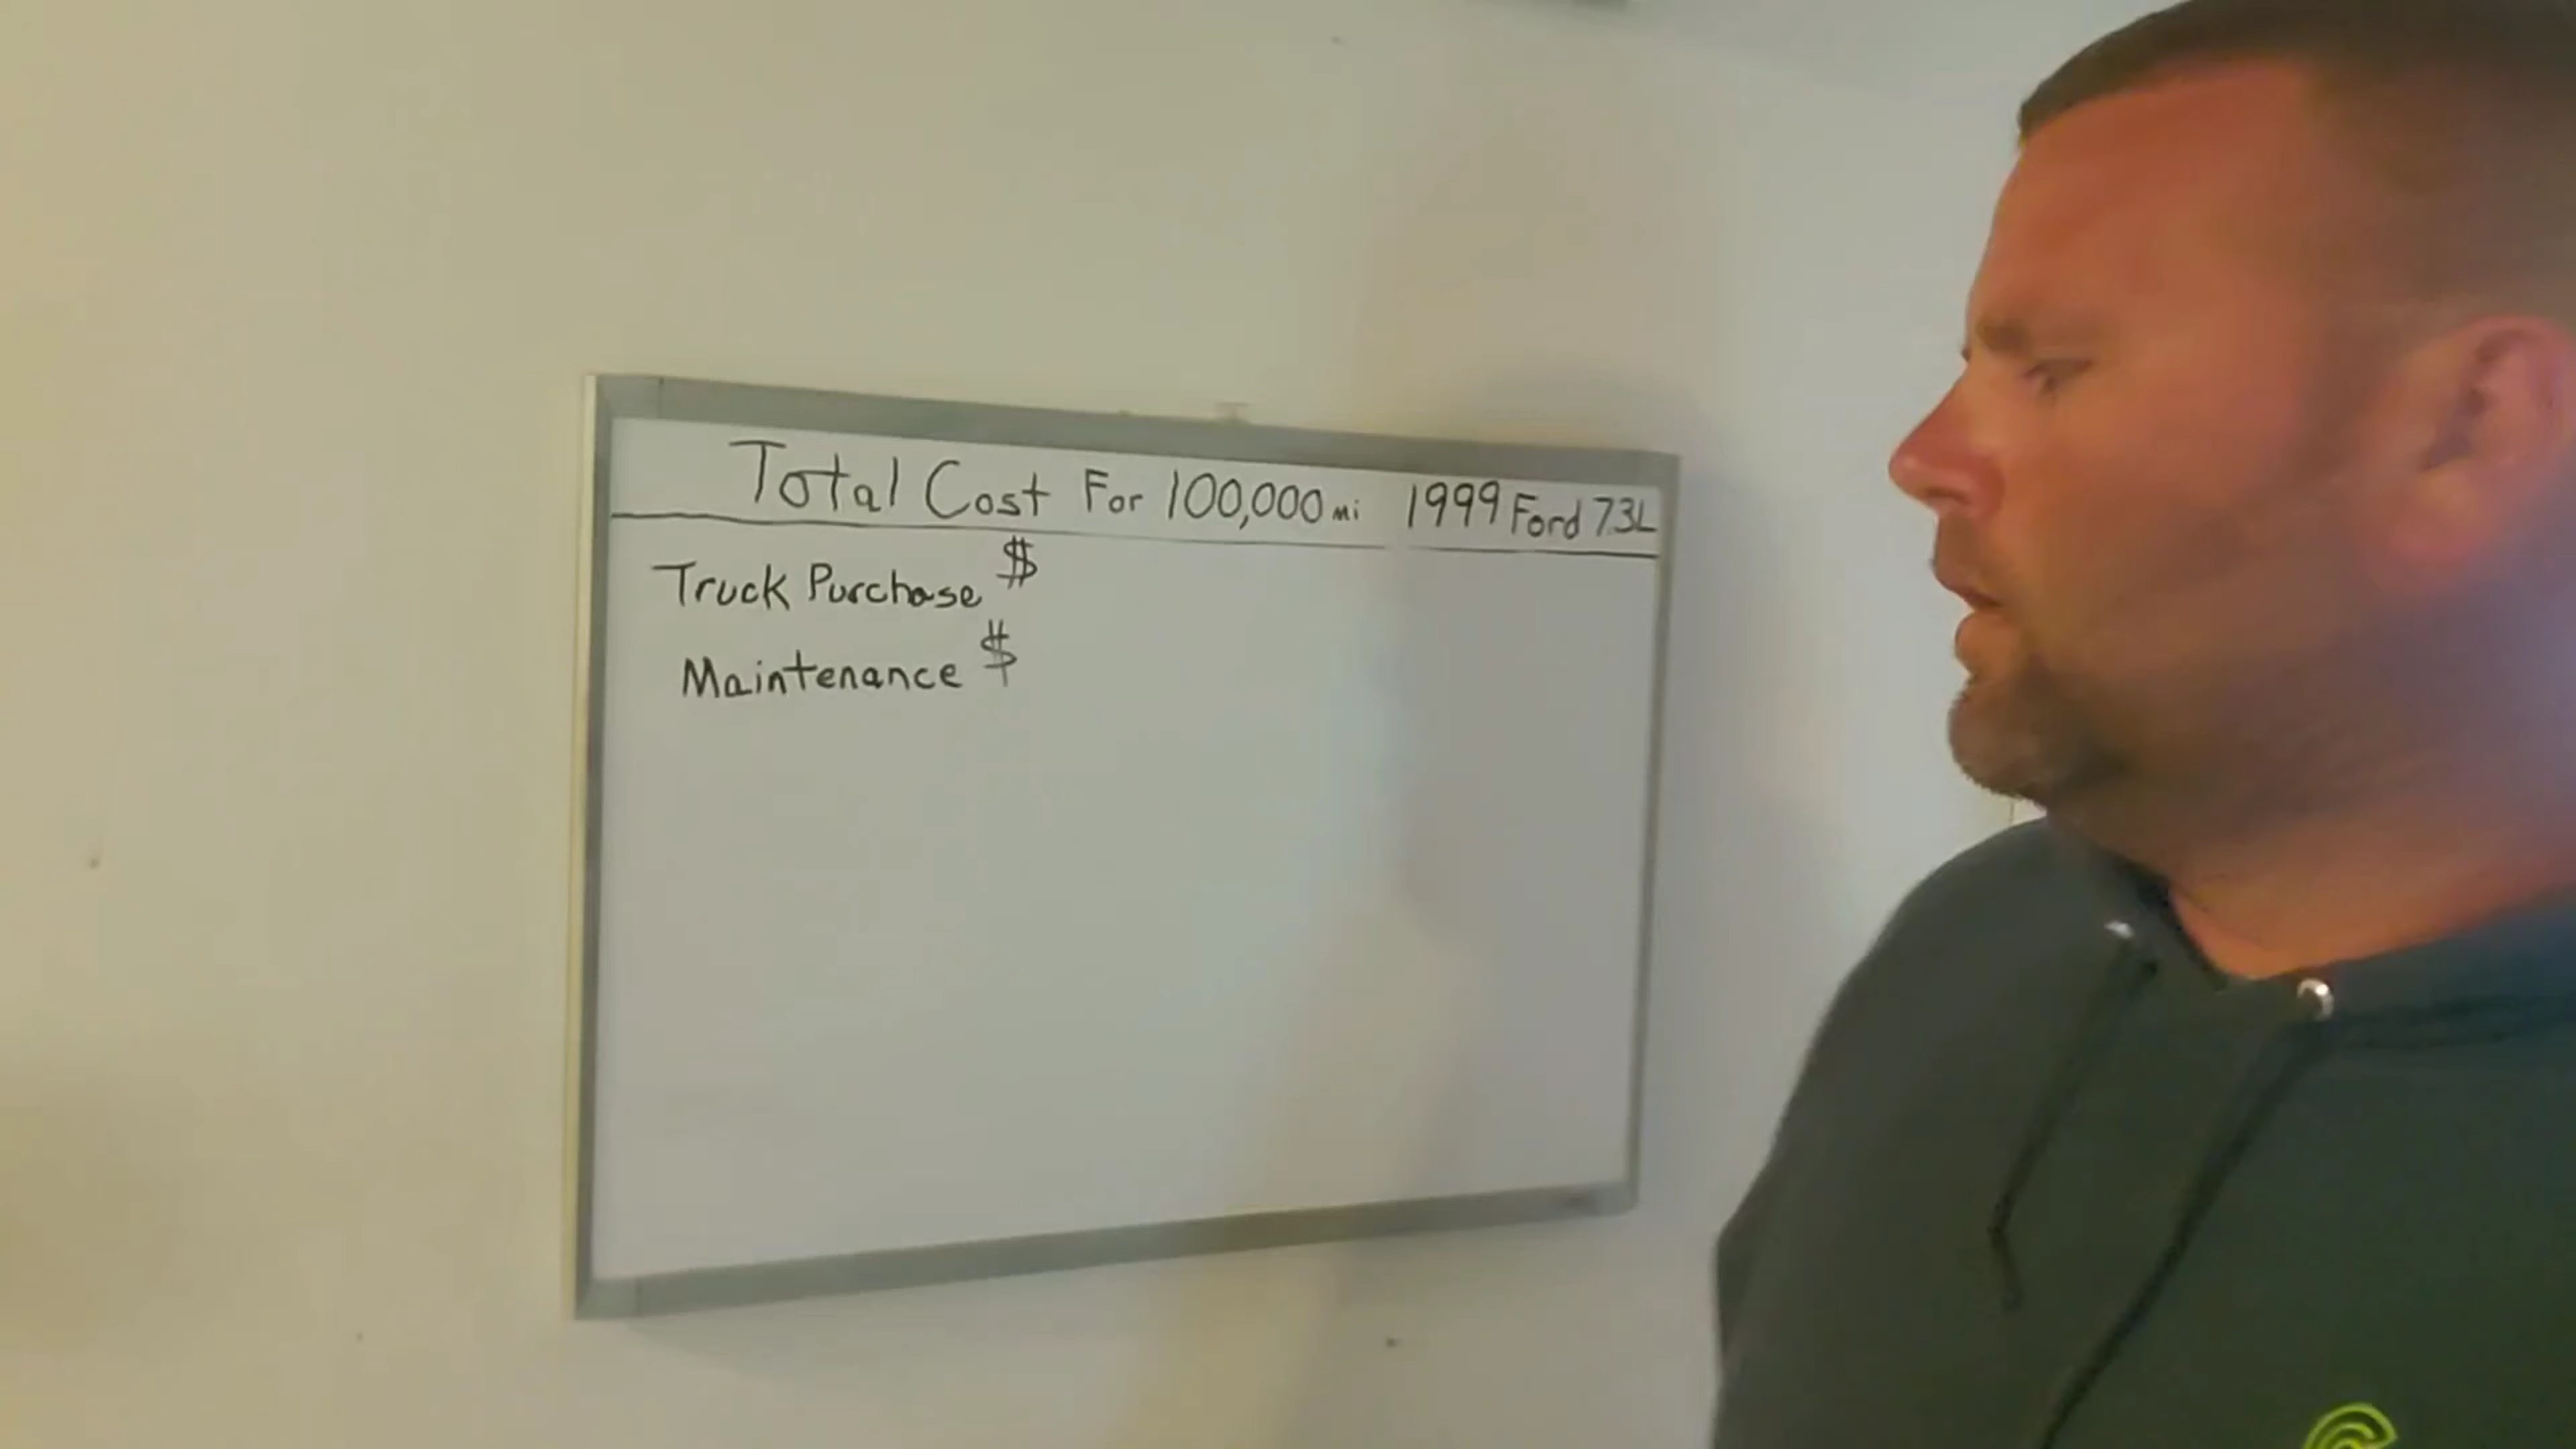 Total Cost For 100,000 mi 1999 Ford 7.3L
Truck Purchase $
Maintenance $